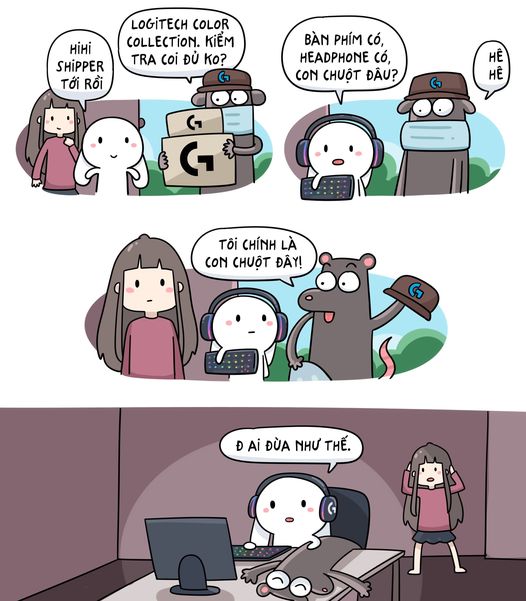 HIHI
SHIPPER
TỚI RỒI
LOGITECH COLOR
COLLECTION. KIỂM
TRA COI ĐỦ KO?
G
G
BÀN PHÍM CÓ,
HEADPHONE CÓ,
CON CHUỘT ĐÂU?
HÊ
HÊ
TÔI CHÍNH LÀ
CON CHUỘT ĐÂY!
Đ AI ĐÙA NHƯ THẾ.